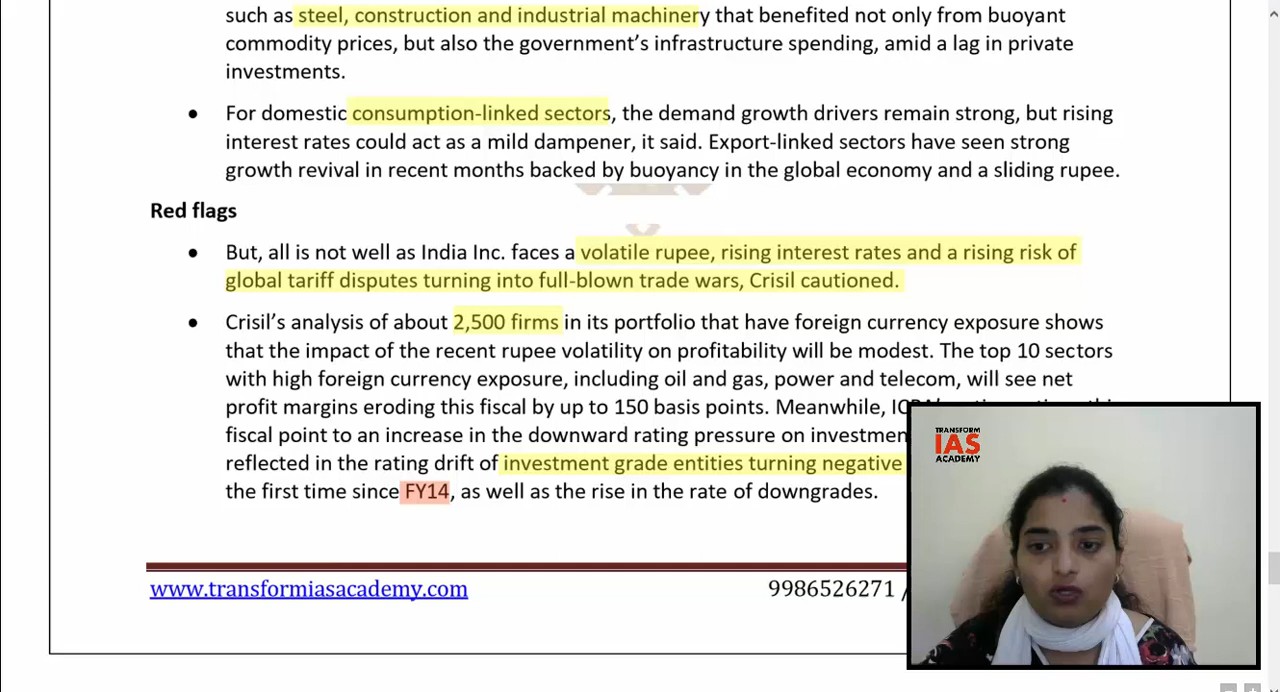 such as steel, construction and industrial machinery that benefited not only from buoyant
commodity prices, but also the government's infrastructure spending, amid a lag in private
investments.
• For domestic consumption-linked sectors, the demand growth drivers remain strong, but rising
interest rates could act as a mild dampener, it said. Export-linked sectors have seen strong
growth revival in recent months backed by buoyancy in the global economy and a sliding rupee.
Red flags
• But, all is not well as India Inc. faces a volatile rupee, rising interest rates and a rising risk of
global tariff disputes turning into full-blown trade wars, Crisil cautioned.
• Crisil's analysis of about 2,500 firms in its portfolio that have foreign currency exposure shows
that the impact of the recent rupee volatility on profitability will be modest. The top 10 sectors
with high foreign currency exposure, including oil and gas, power and telecom, will see net
profit margins eroding this fiscal by up to 150 basis points. Meanwhile,
fiscal point to an increase in the downward rating pressure on
reflected in the rating drift of investment grade entities turning negative
the first time since FY14, as well as the rise in the rate of downgrades.
www.transformiasacademy.com
9986526271 /
TRANSFORM
IAS
ACADEMY